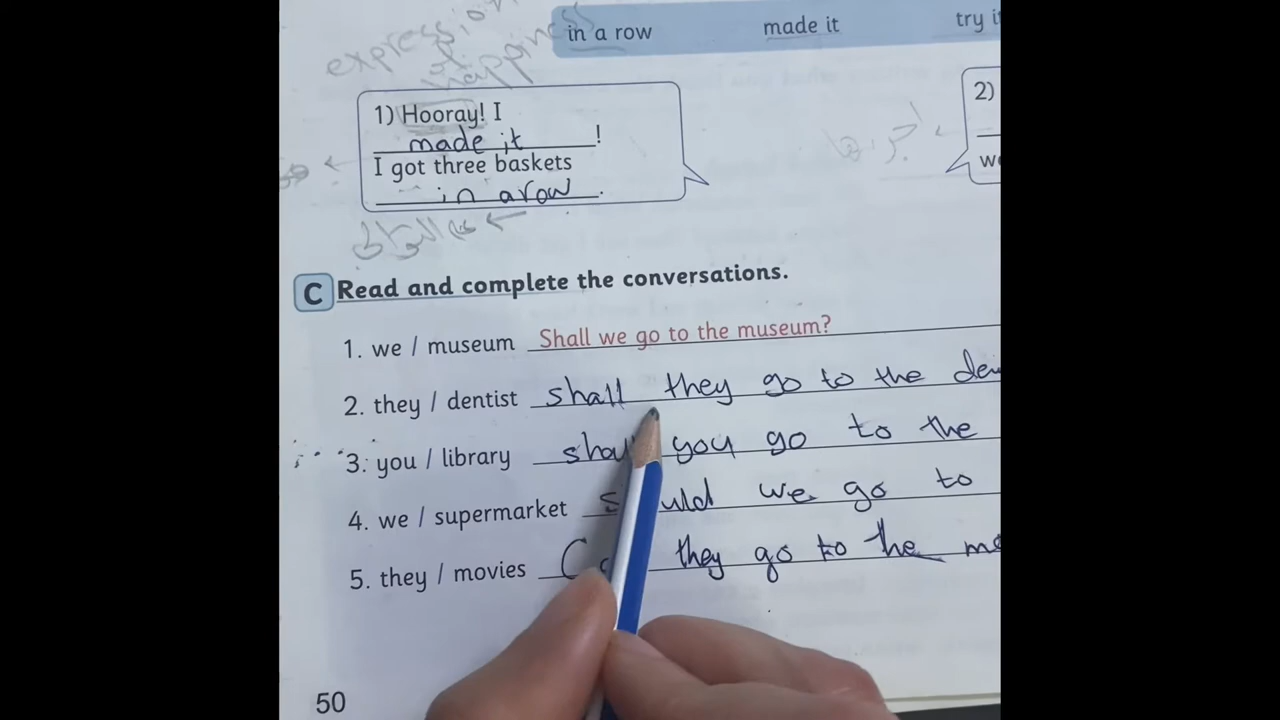 expression
of
happiness
in a row made it try it
1) Hooray! I
made it !
I got three baskets
in a row.
2)
C Read and complete the conversations.
1. we / museum Shall we go to the museum?
2. they / dentist shall they go to the
3. you / library you go to the
4. we / supermarket we go to
5. they / movies they go to the
50